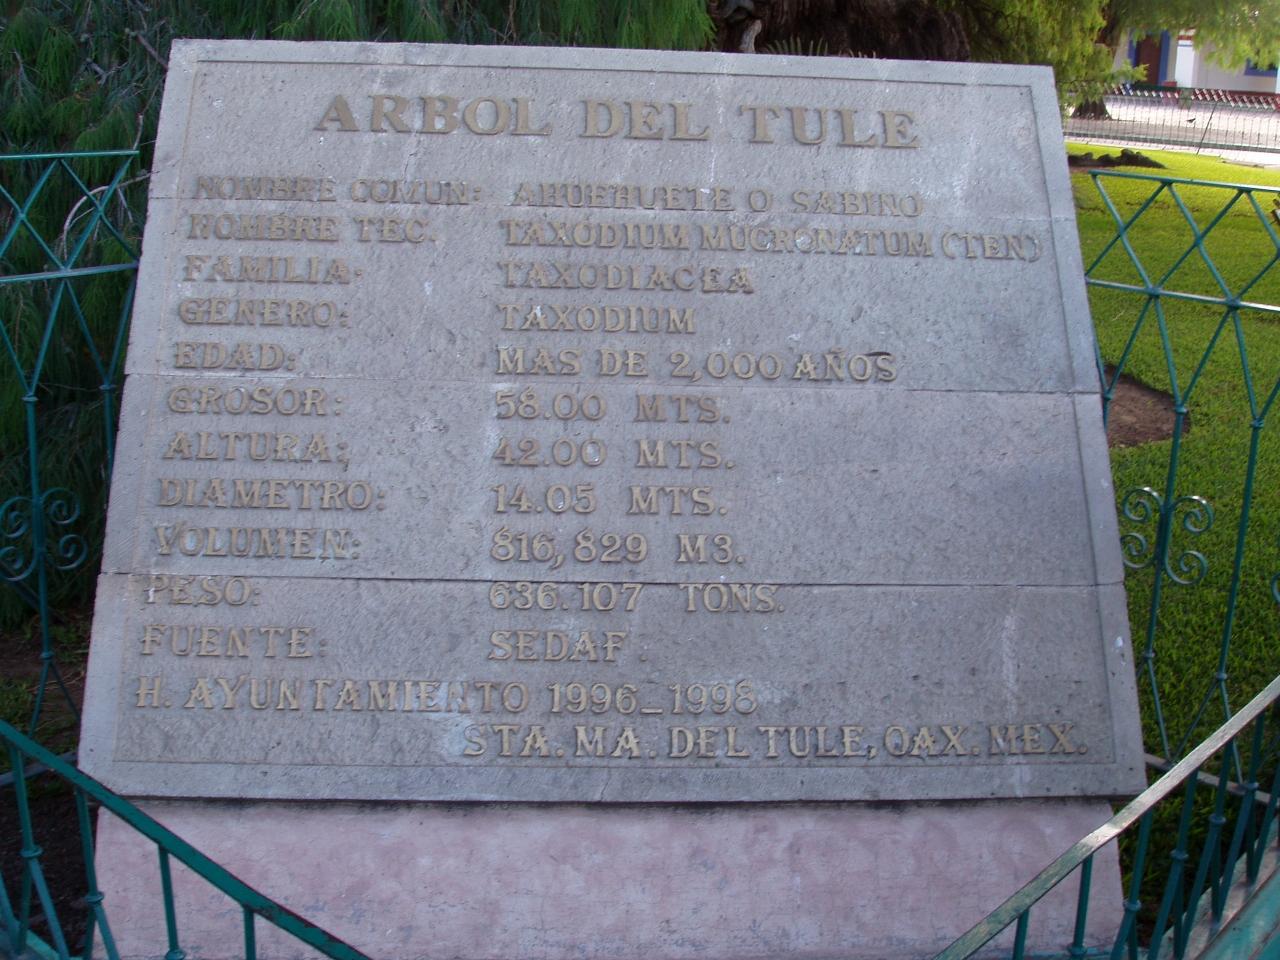 ARBOL DEL TULE
NOMBRE COMUN: AHUEHUETE O SABINO
NOMBRE TEC. TAXODIUM MUCRONATUM (TEN)
FAMILIA: TAXODIACEA
GENERO: TAXODIUM
EDAD: MAS DE 2,000 AÑOS
GROSOR: 58.00 MTS.
ALTURA: 42.00 MTS.
DIAMETRO: 14.05 MTS.
VOLUMEN: 816,829 M3.
PESO: 636.107 TONS.
FUENTE: SEDAF.
H. AYUNTAMIENTO 1996_1998
STA. MA. DEL TULE, OAX. MEX.